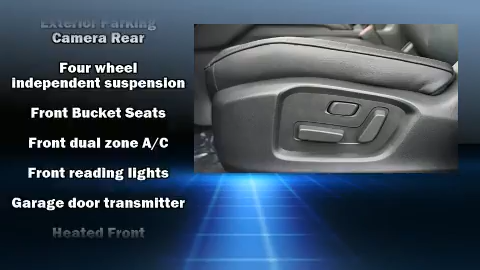 Exterior Parking
Camera Rear
Four wheel
independent suspension
Front Bucket Seats
Front dual zone A/C
Front reading lights
Garage door transmitter
Heated Front